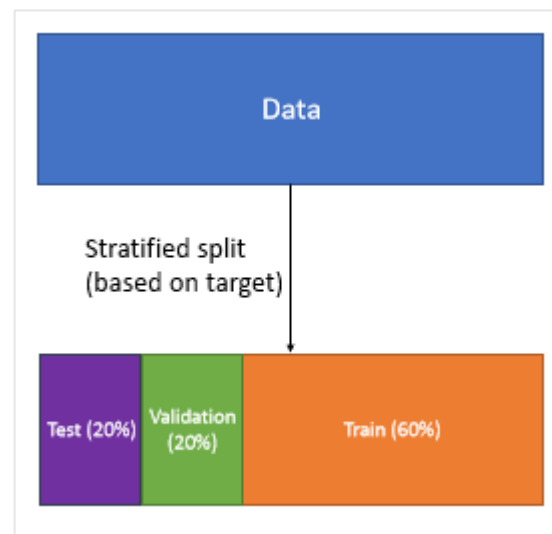 Data
Stratified split
(based on target)
Test (20%)
Validation
(20%)
Train (60%)